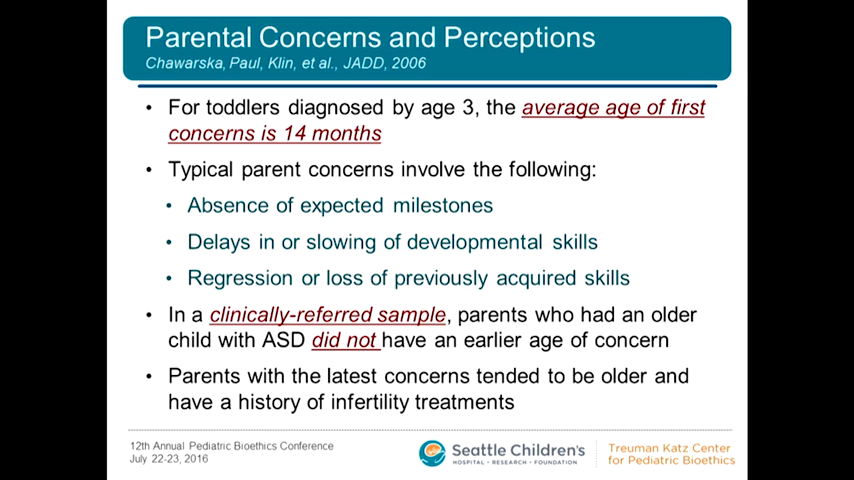 Parental Concerns and Perceptions
Chawarska, Paul, Klin, et al., JADD, 2006
• For toddlers diagnosed by age 3, the average age of first
concerns is 14 months
• Typical parent concerns involve the following:
• Absence of expected milestones
• Delays in or slowing of developmental skills
• Regression or loss of previously acquired skills
• In a clinically-referred sample, parents who had an older
child with ASD did not have an earlier age of concern
• Parents with the latest concerns tended to be older and
have a history of infertility treatments
12th Annual Pediatric Bioethics Conference
July 22-23, 2016
Seattle Children's
HOSPITAL • RESEARCH • FOUNDATION
Treuman Katz Center
for Pediatric Bioethics